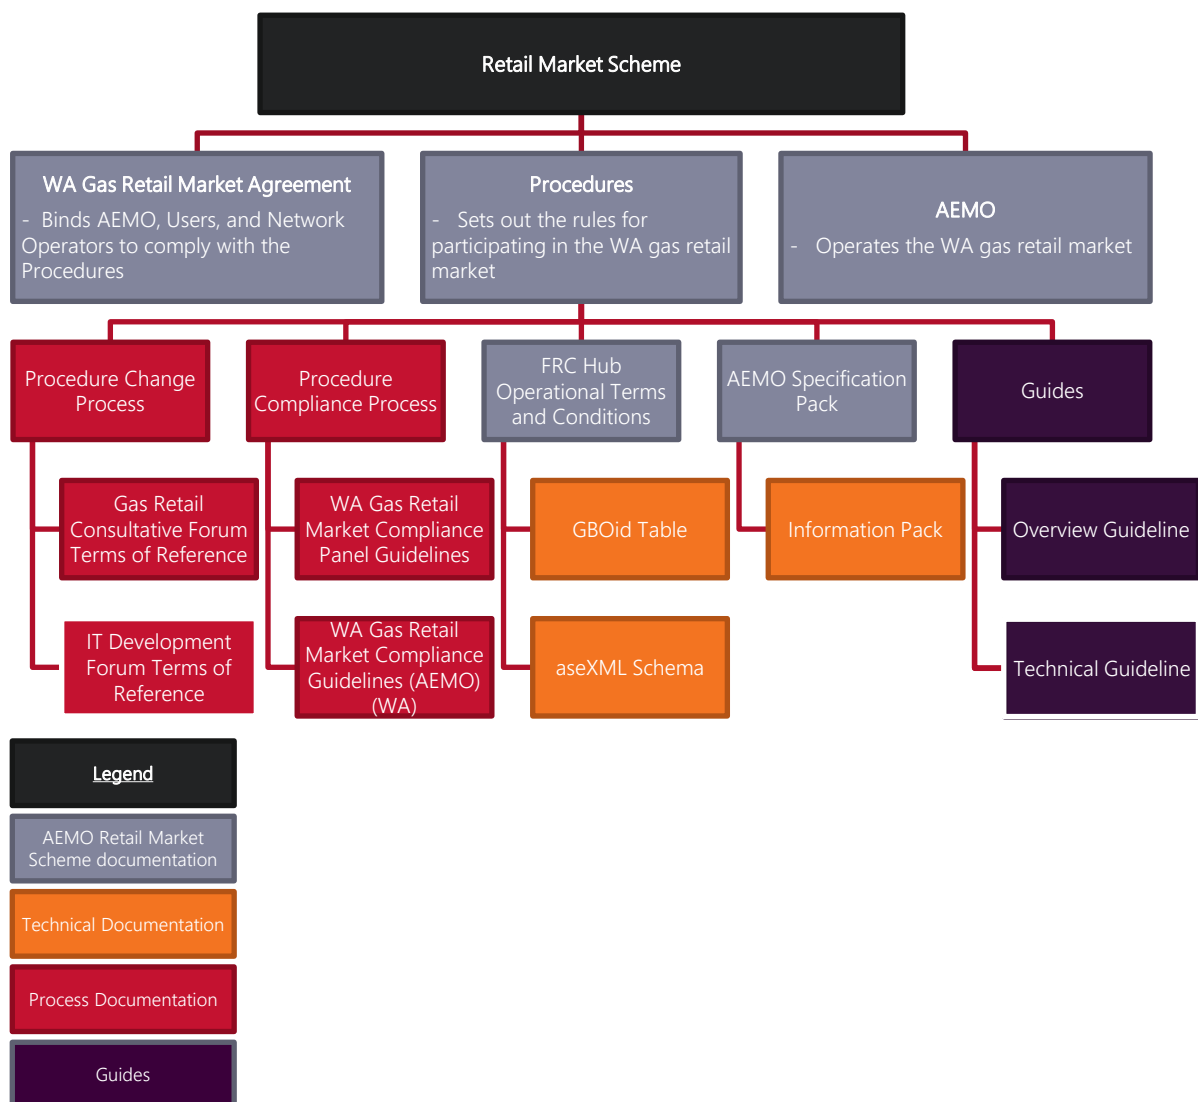 Retail Market Scheme
WA Gas Retail Market Agreement
- Binds AEMO, Users, and Network
Operators to comply with the
Procedures
Procedures
- Sets out the rules for
participating in the WA gas retail
market
AEMO
- Operates the WA gas retail market
Procedure Change
Process
Procedure
Compliance Process
FRC Hub
Operational Terms
and Conditions
AEMO Specification
Pack
Guides
Gas Retail
Consultative Forum
Terms of Reference
WA Gas Retail
Market Compliance
Panel Guidelines
GBOid Table
Information Pack
Overview Guideline
IT Development
Forum Terms of
Reference
WA Gas Retail
Market Compliance
Guidelines (AEMO)
(WA)
aseXML Schema
Technical Guideline
Legend
AEMO Retail Market
Scheme documentation
Technical Documentation
Process Documentation
Guides